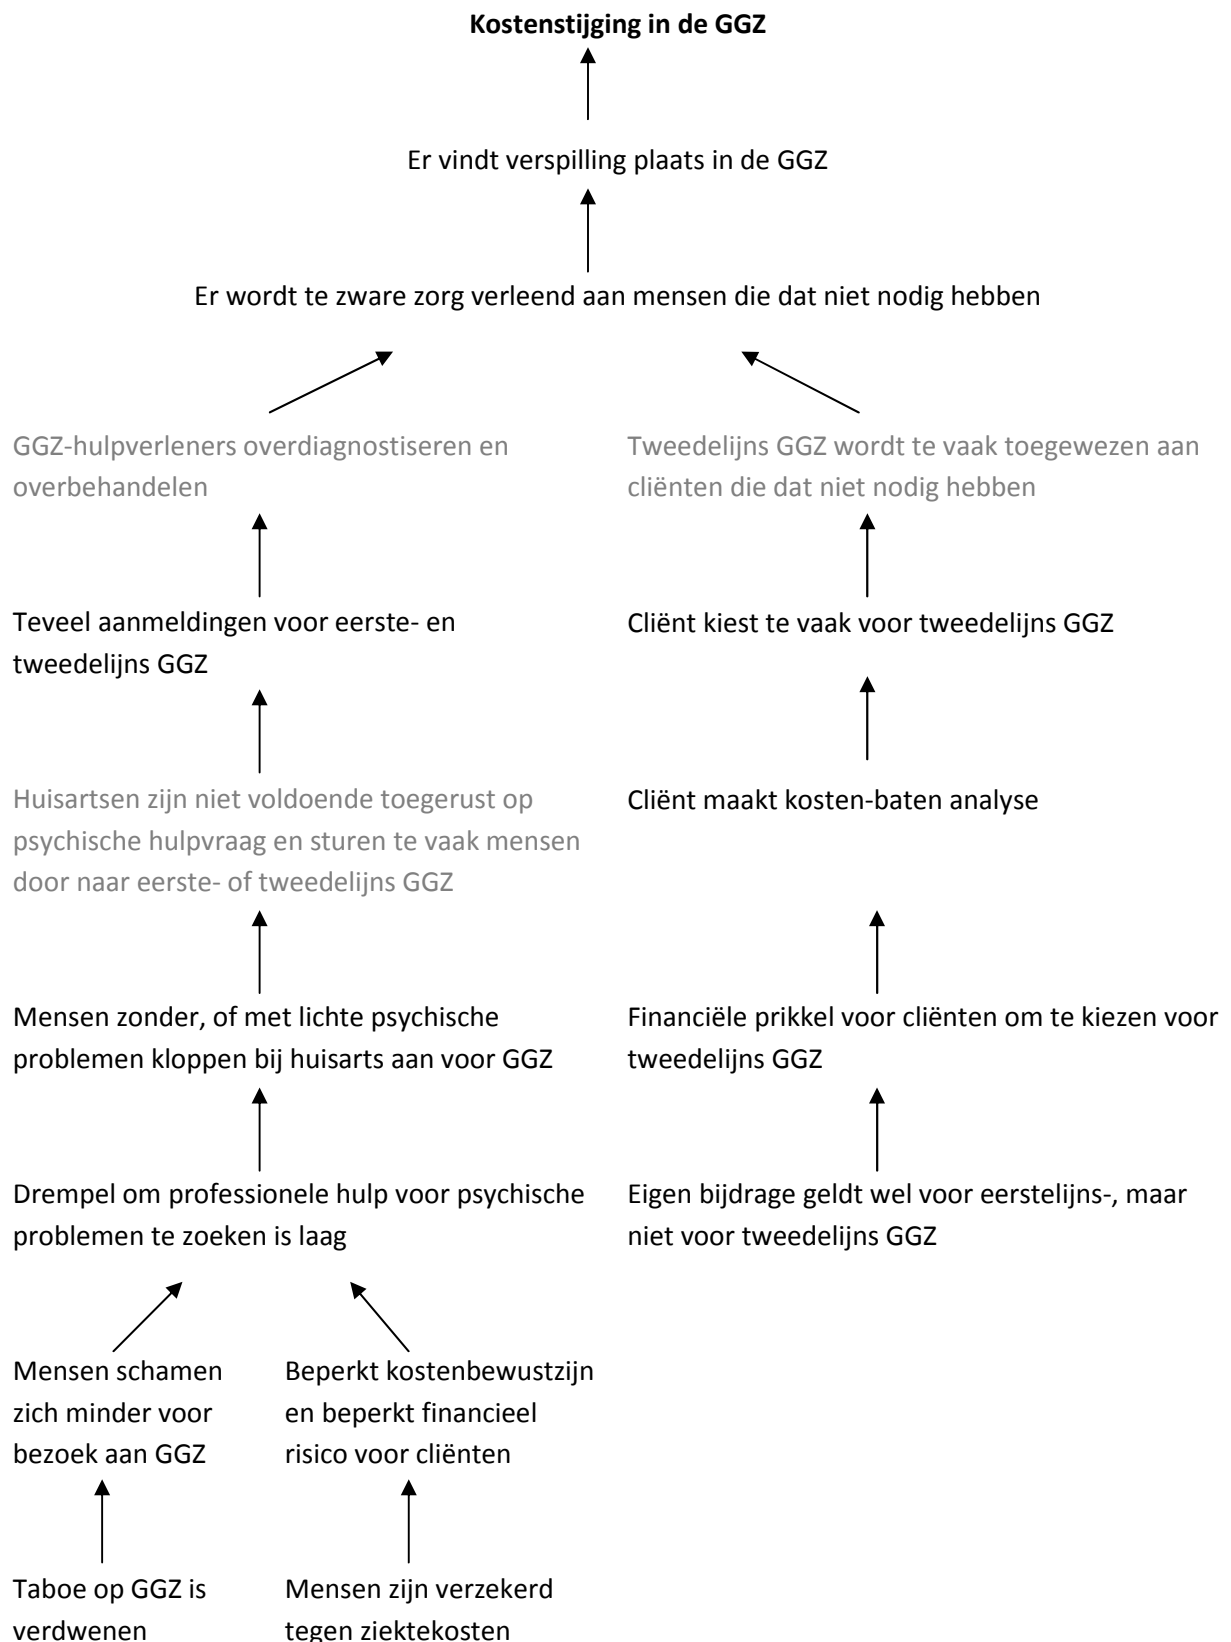 Kostenstijging in de GGZ
Er vindt verspilling plaats in de GGZ
Er wordt te zware zorg verleend aan mensen die dat niet nodig hebben
GGZ-hulpverleners overdiagnostiseren en
overbehandelen
Tweedelijns GGZ wordt te vaak toegewezen aan
cliënten die dat niet nodig hebben
Teveel aanmeldingen voor eerste- en
tweedelijns GGZ
Cliënt kiest te vaak voor tweedelijns GGZ
Huisartsen zijn niet voldoende toegerust op
psychische hulpvraag en sturen te vaak mensen
door naar eerste- of tweedelijns GGZ
Cliënt maakt kosten-baten analyse
Mensen zonder, of met lichte psychische
problemen kloppen bij huisarts aan voor GGZ
Financiële prikkel voor cliënten om te kiezen voor
tweedelijns GGZ
Drempel om professionele hulp voor psychische
problemen te zoeken is laag
Eigen bijdrage geldt wel voor eerstelijns-, maar
niet voor tweedelijns GGZ
Mensen schamen
zich minder voor
bezoek aan GGZ
Beperkt kostenbewustzijn
en beperkt financieel
risico voor cliënten
Taboe op GGZ is
verdwenen
Mensen zijn verzekerd
tegen ziektekosten